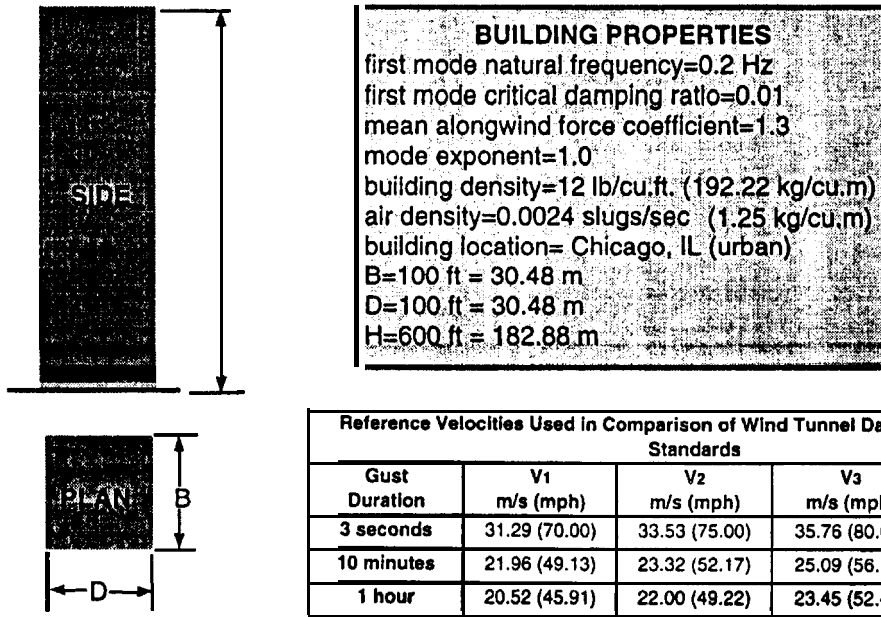 SIDE
BUILDING PROPERTIES
first mode natural frequency=0.2 Hz
first mode critical damping ratio=0.01
mean alongwind force coefficient=1.3
mode exponent=1.0
building density=12 lb/cu.ft. (192.22 kg/cu.m)
air density=0.0024 slugs/sec (1.25 kg/cu.m)
building location= Chicago, IL (urban)
B=100 ft = 30.48 m
D=100 ft = 30.48 m
H=600 ft = 182.88 m
PLAN
B
D
Reference Velocities Used in Comparison of Wind Tunnel Da
Standards
Gust Duration V1 m/s (mph) V2 m/s (mph) V3 m/s (mp
3 seconds 31.29 (70.00) 33.53 (75.00) 35.76 (80.
10 minutes 21.96 (49.13) 23.32 (52.17) 25.09 (56.
1 hour 20.52 (45.91) 22.00 (49.22) 23.45 (52.